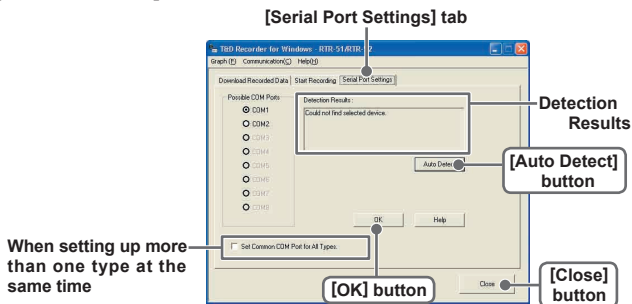 [Serial Port Settings] tab
T&D Recorder for Windows - RTR-51/RTR-52
Graph (P) Communication(C) Help(H)
Download Recorded Data Start Recording Serial Port Settings
Possible COM Ports
COM1
COM2
COM3
COM4
COM5
COM6
COM7
COM8
Detection Results :
Could not find selected device.
Detection
Results
Auto Detect
[Auto Detect]
button
OK Help
Set Common COM Port for All Types.
When setting up more
than one type at the
same time
[OK] button
Close
[Close]
button